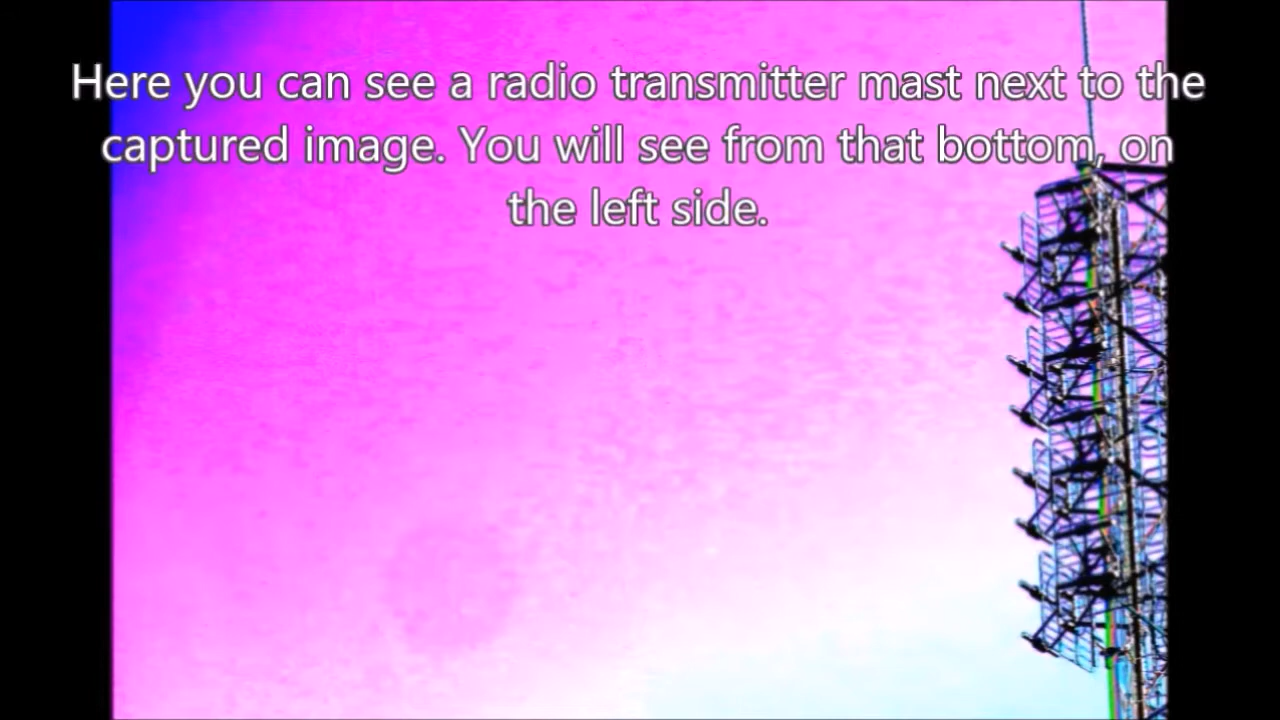 Here you can see a radio transmitter mast next to the
captured image. You will see from that bottom, on
the left side.